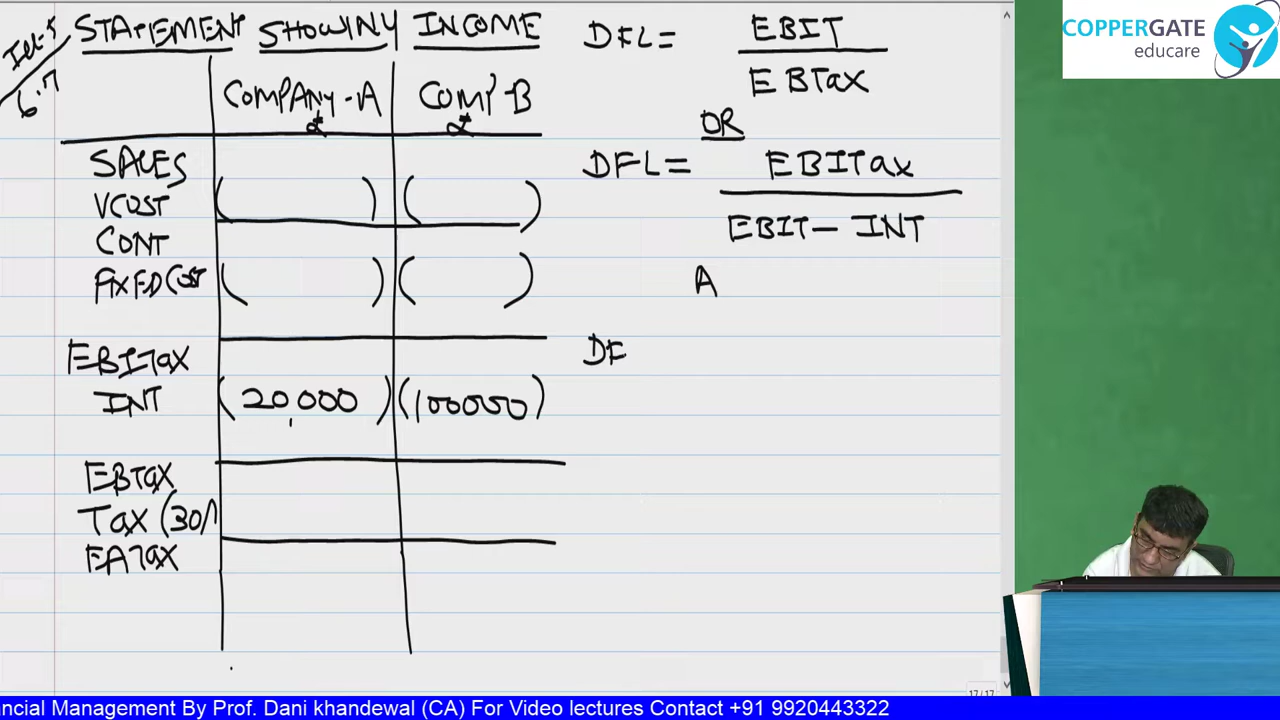 STATEMENT SHOWING INCOME
6.7
COMPANY-A COMP' B
SALES
VCOST ( ) ( )
CONT
FIXED COST ( ) ( )
EBITAX
INT (20,000) (100000)
EBTAX
TAX (30%
EATAX
DFL = EBIT
EBTAX
OR
DFL = EBITAX
EBIT - INT
A
DF
COPPERGATE
educare
17/17
ncial Management By Prof. Dani khandewal (CA) For Video lectures Contact +91 9920443322